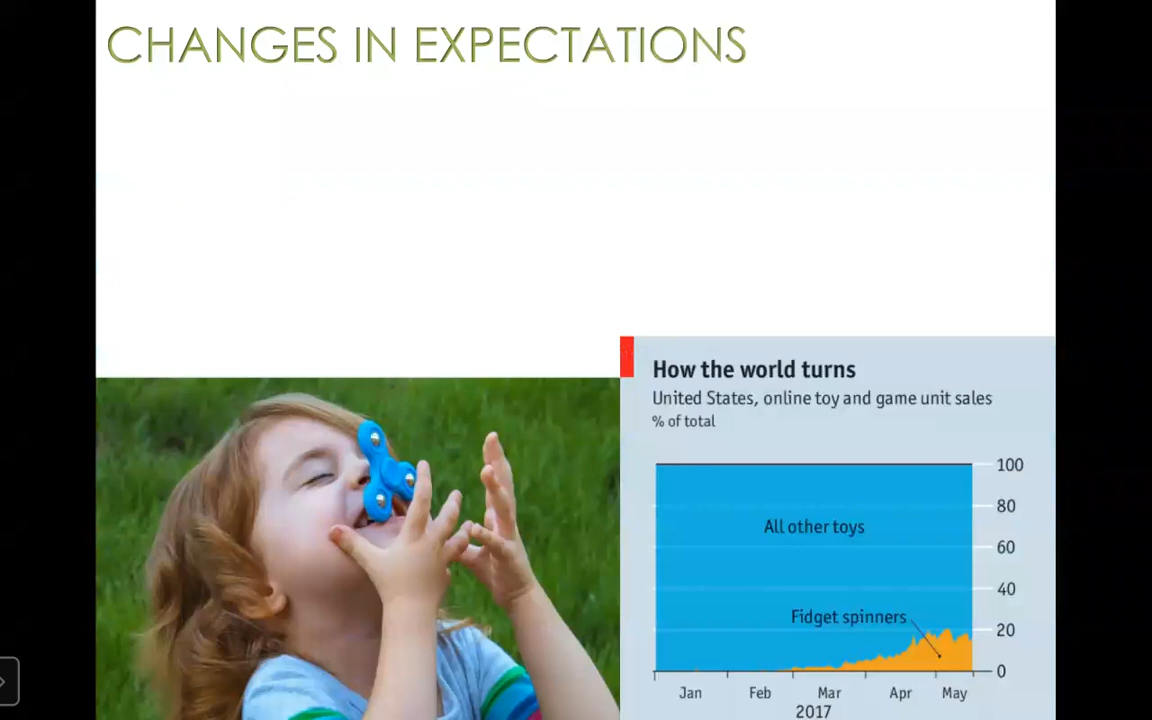 CHANGES IN EXPECTATIONS
How the world turns
United States, online toy and game unit sales
% of total
100
80
All other toys
60
40
Fidget spinners
20
0
Jan Feb Mar Apr May
2017